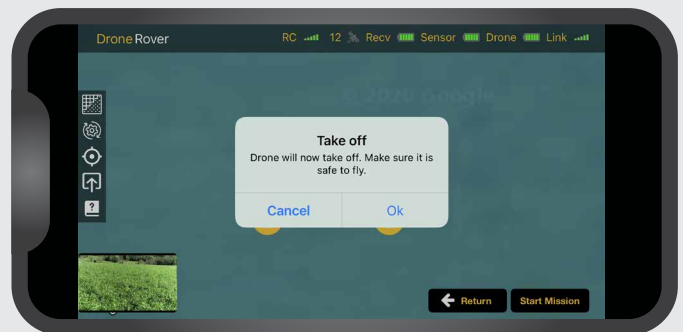 Drone Rover
RC 12 Recv Sensor Drone Link
© 2020 Google
Take off
Drone will now take off. Make sure it is
safe to fly.
Cancel Ok
?
Return Start Mission